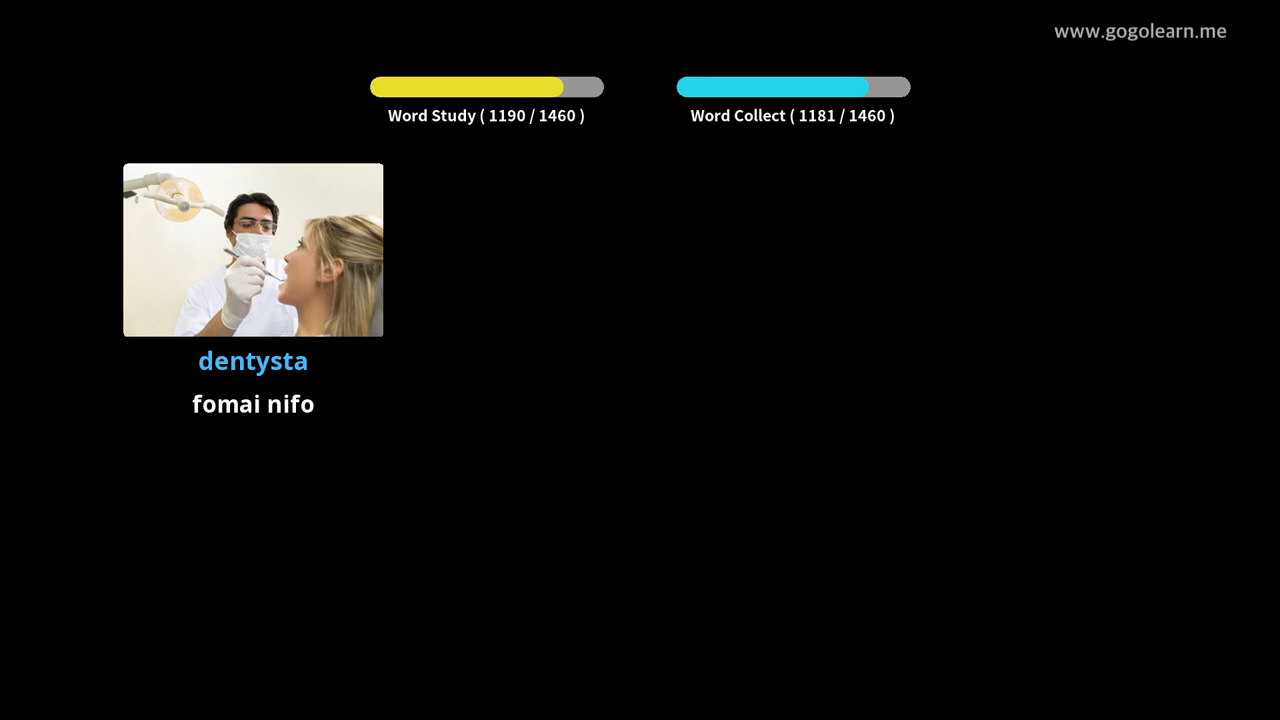 www.gogolearn.me
Word Study ( 1190 / 1460 )
Word Collect ( 1181 / 1460 )
dentysta
fomai nifo